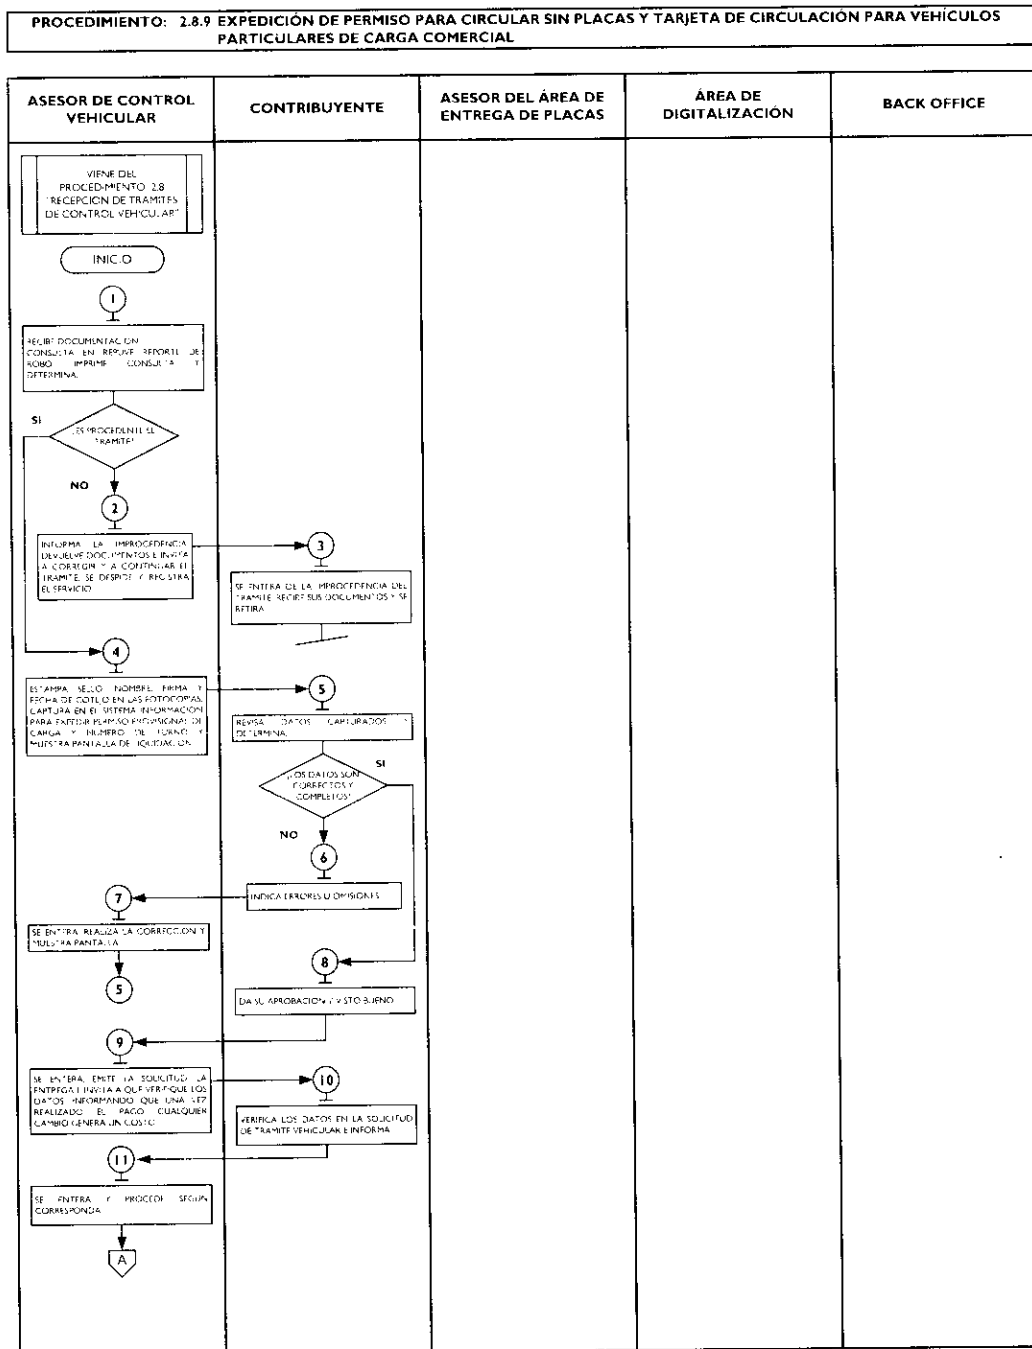 PROCEDIMIENTO: 2.8.9 EXPEDICIÓN DE PERMISO PARA CIRCULAR SIN PLACAS Y TARJETA DE CIRCULACIÓN PARA VEHÍCULOS
PARTICULARES DE CARGA COMERCIAL
ASESOR DE CONTROL
VEHICULAR
CONTRIBUYENTE
ASESOR DEL ÁREA DE
ENTREGA DE PLACAS
ÁREA DE
DIGITALIZACIÓN
BACK OFFICE
VIENE DEL
PROCEDIMIENTO 2.8
"RECEPCION DE TRAMITES
DE CONTROL VEHICULAR"
INICIO
1
RECIBE DOCUMENTACION
CONSULTA EN REPUVE REPORTE DE
ROBO IMPRIME CONSULTA Y
DETERMINA.
SI
¿ES PROCEDENTE EL
TRAMITE?
NO
2
INFORMA LA IMPROCEDENCIA
DEVUELVE DOCUMENTOS E INVITA
A CORREGIR Y A CONTINUAR EL
TRAMITE, SE DESPIDE Y REGISTRA
EL SERVICIO
3
SE ENTERA DE LA IMPROCEDENCIA DEL
TRAMITE RECIBE SUS DOCUMENTOS Y SE
RETIRA
4
ESTAMPA SELLO NOMBRE, FIRMA Y
FECHA DE COTEJO EN LAS FOTOCOPIAS,
CAPTURA EN EL SISTEMA INFORMACION
PARA EXPEDIR PERMISO PROVISIONAL DE
CARGA Y NUMERO DE TURNO Y
MUESTRA PANTALLA DE LIQUIDACION
5
REVISA DATOS CAPTURADOS Y
DETERMINA.
SI
¿LOS DATOS SON
CORRECTOS Y
COMPLETOS?
NO
6
INDICA ERRORES U OMISIONES
7
SE ENTERA, REALIZA LA CORRECCION Y
MUESTRA PANTALLA
5
8
DA SU APROBACION Y VISTO BUENO
9
SE ENTERA, EMITE LA SOLICITUD, LA
ENTREGA E INVITA A QUE VERIFIQUE LOS
DATOS INFORMANDO QUE UNA VEZ
REALIZADO EL PAGO CUALQUIER
CAMBIO GENERA UN COSTO
10
VERIFICA LOS DATOS EN LA SOLICITUD
DE TRAMITE VEHICULAR E INFORMA
11
SE ENTERA Y PROCEDE SEGUN
CORRESPONDA
A